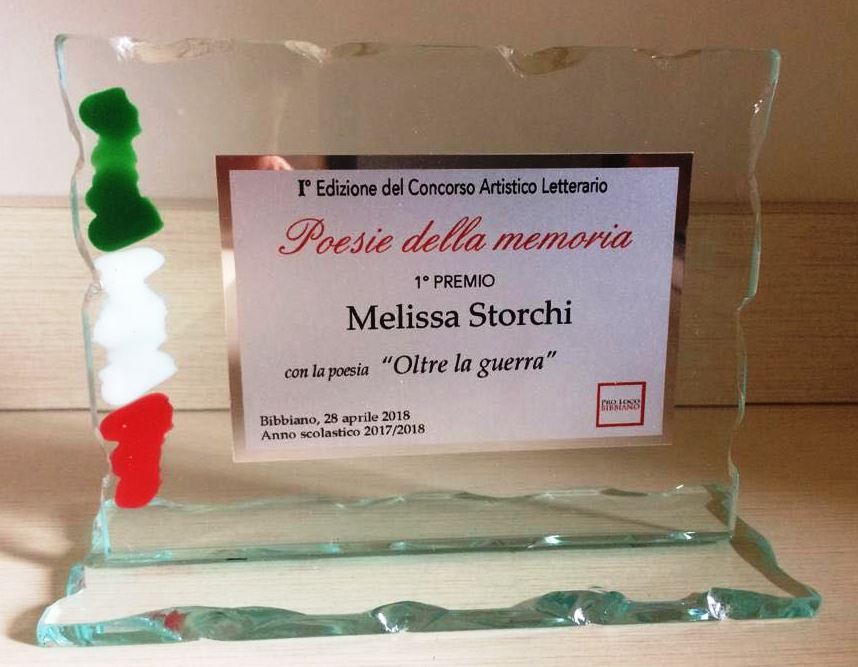 I° Edizione del Concorso Artistico Letterario
Poesie della memoria
1° PREMIO
Melissa Storchi
con la poesia “Oltre la guerra”
Bibbiano, 28 aprile 2018
Anno scolastico 2017/2018
PRO LOCO
BIBBIANO